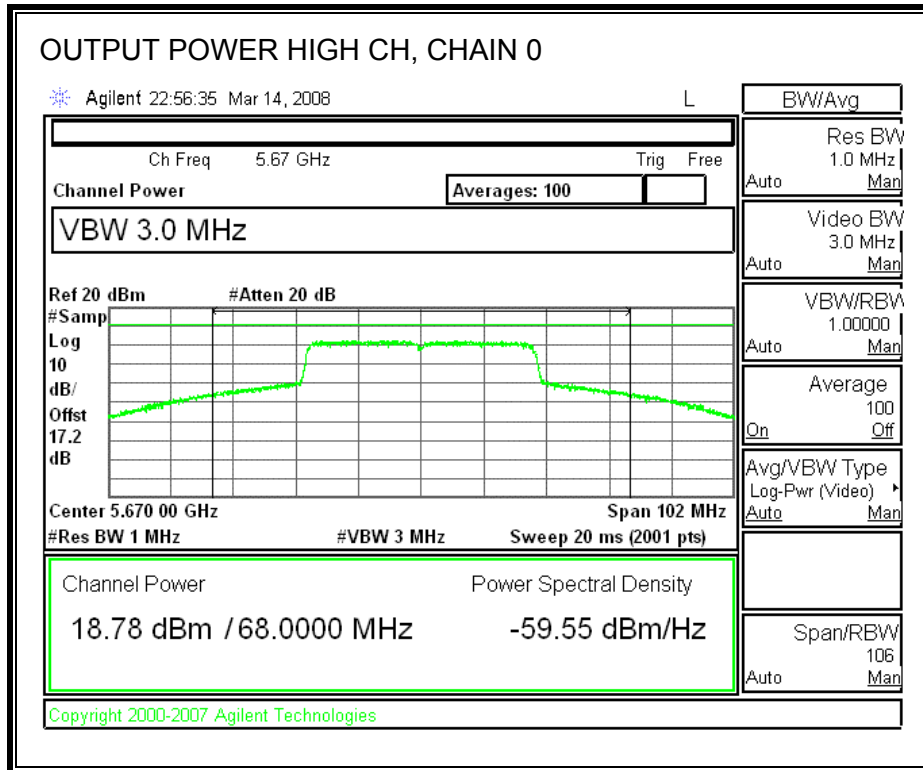 OUTPUT POWER HIGH CH, CHAIN 0
Agilent 22:56:35 Mar 14, 2008 L
Ch Freq 5.67 GHz Trig Free
Channel Power Averages: 100
VBW 3.0 MHz
Ref 20 dBm #Atten 20 dB
#Samp
Log
10
dB/
Offst
17.2
dB
Center 5.670 00 GHz Span 102 MHz
#Res BW 1 MHz #VBW 3 MHz Sweep 20 ms (2001 pts)
Channel Power Power Spectral Density
18.78 dBm / 68.0000 MHz -59.55 dBm/Hz
Copyright 2000-2007 Agilent Technologies
BW/Avg
Res BW
1.0 MHz
Auto Man
Video BW
3.0 MHz
Auto Man
VBW/RBW
1.00000
Auto Man
Average
100
On Off
Avg/VBW Type
Log-Pwr (Video)
Auto Man
Span/RBW
106
Auto Man